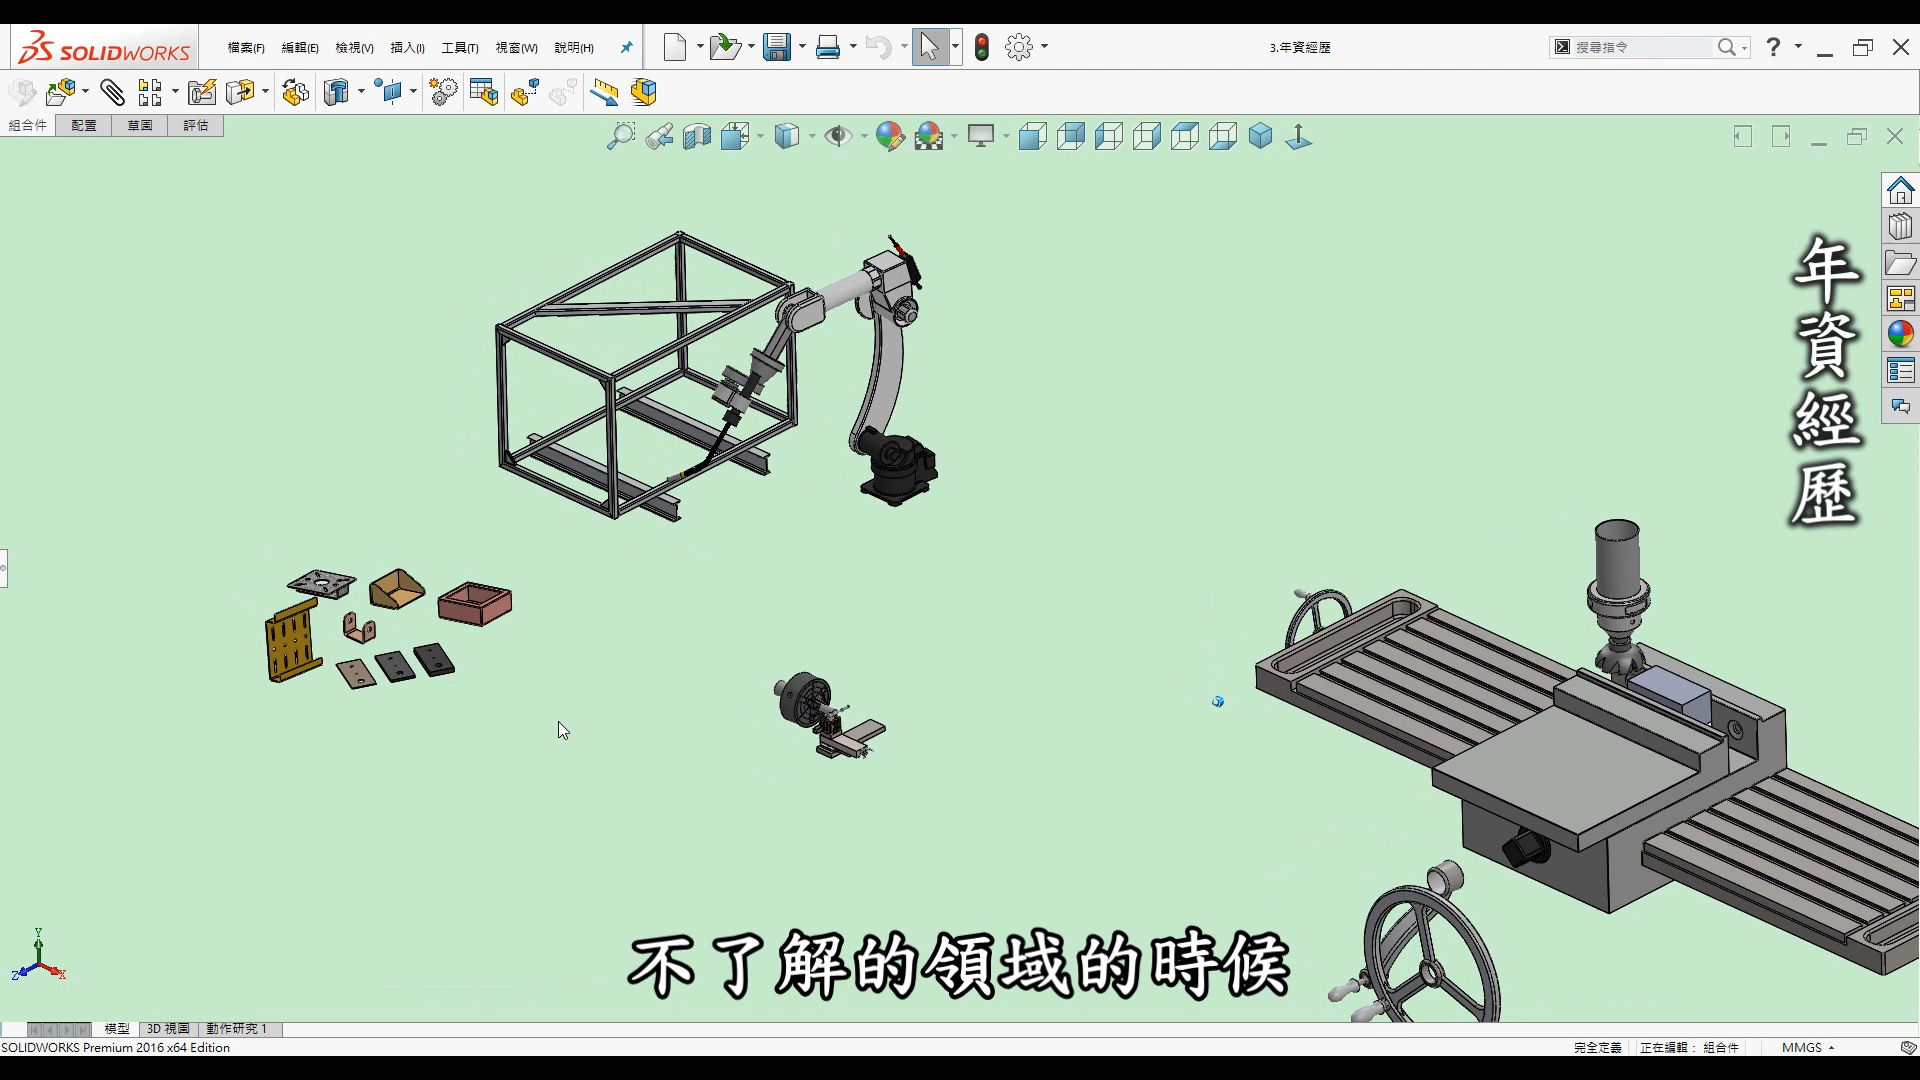 SOLIDWORKS
檔案(F) 編輯(E) 檢視(V) 插入(I) 工具(T) 視窗(W) 說明(H)
3.年資經歷
搜尋指令
?
組合件 配置 草圖 評估
年資經歷
Y
Z X
不了解的領域的時候
模型 3D 視圖 動作研究 1
SOLIDWORKS Premium 2016 x64 Edition
完全定義 正在編輯： 組合件 MMGS